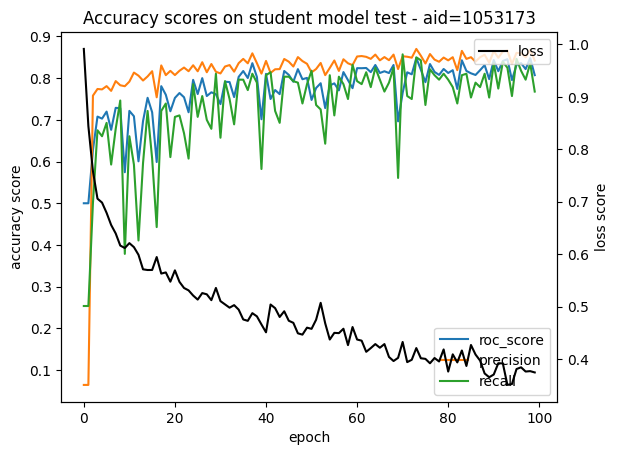 Accuracy scores on student model test - aid=1053173
0.9
0.8
0.7
0.6
0.5
0.4
0.3
0.2
0.1
accuracy score
1.0
0.9
0.8
0.7
0.6
0.5
0.4
loss score
loss
roc_score
precision
recall
0
20
40
60
80
100
epoch